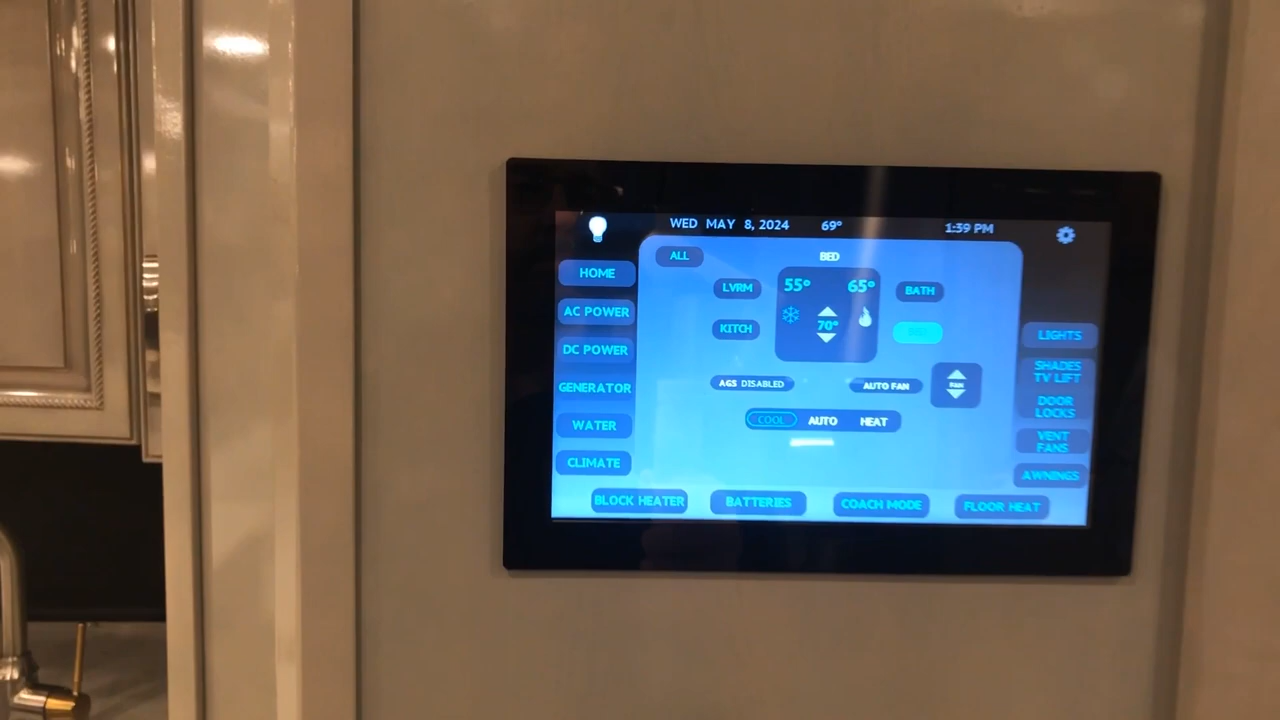 WED MAY 8, 2024 69° 1:39 PM
ALL
BED
HOME
AC POWER
DC POWER
GENERATOR
WATER
CLIMATE
LVRM
KITCH
55° 65°
70°
BATH
BED
AGS DISABLED
AUTO FAN
FAN
COOL AUTO HEAT
LIGHTS
SHADES
TV LIFT
DOOR
LOCKS
VENT
FANS
AWNINGS
BLOCK HEATER
BATTERIES
COACH MODE
FLOOR HEAT